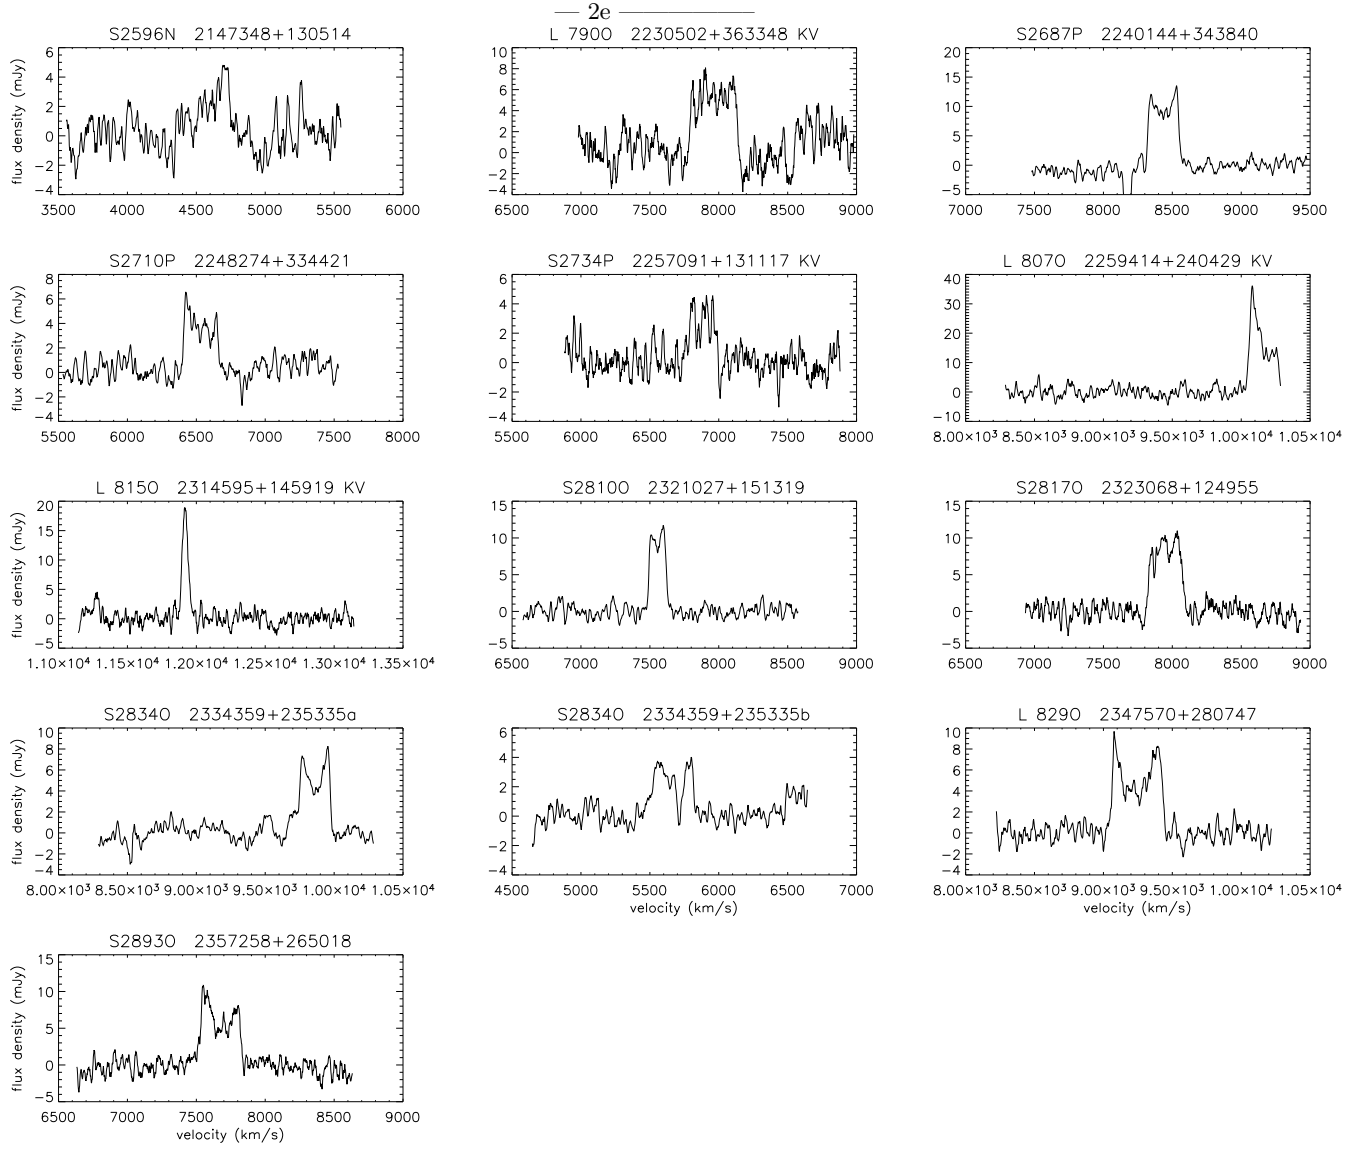 — 2e —
S2596N 2147348+130514
L 790O 2230502+363348 KV
S2687P 2240144+343840
flux density (mJy)
6
4
2
0
−2
−4
3500 4000 4500 5000 5500 6000
10
8
6
4
2
0
−2
−4
6500 7000 7500 8000 8500 9000
20
15
10
5
0
−5
7000 7500 8000 8500 9000 9500
S2710P 2248274+334421
S2734P 2257091+131117 KV
L 807O 2259414+240429 KV
flux density (mJy)
8
6
4
2
0
−2
−4
5500 6000 6500 7000 7500 8000
6
4
2
0
−2
−4
5500 6000 6500 7000 7500 8000
40
30
20
10
0
−10
8.00×10³ 8.50×10³ 9.00×10³ 9.50×10³ 1.00×10⁴ 1.05×10⁴
L 815O 2314595+145919 KV
S2810O 2321027+151319
S2817O 2323068+124955
flux density (mJy)
20
15
10
5
0
−5
1.10×10⁴ 1.15×10⁴ 1.20×10⁴ 1.25×10⁴ 1.30×10⁴ 1.35×10⁴
15
10
5
0
−5
6500 7000 7500 8000 8500 9000
15
10
5
0
−5
6500 7000 7500 8000 8500 9000
S2834O 2334359+235335a
S2834O 2334359+235335b
L 829O 2347570+280747
flux density (mJy)
10
8
6
4
2
0
−2
−4
8.00×10³ 8.50×10³ 9.00×10³ 9.50×10³ 1.00×10⁴ 1.05×10⁴
6
4
2
0
−2
−4
4500 5000 5500 6000 6500 7000
velocity (km/s)
10
8
6
4
2
0
−2
−4
8.00×10³ 8.50×10³ 9.00×10³ 9.50×10³ 1.00×10⁴ 1.05×10⁴
velocity (km/s)
S2893O 2357258+265018
flux density (mJy)
15
10
5
0
−5
6500 7000 7500 8000 8500 9000
velocity (km/s)